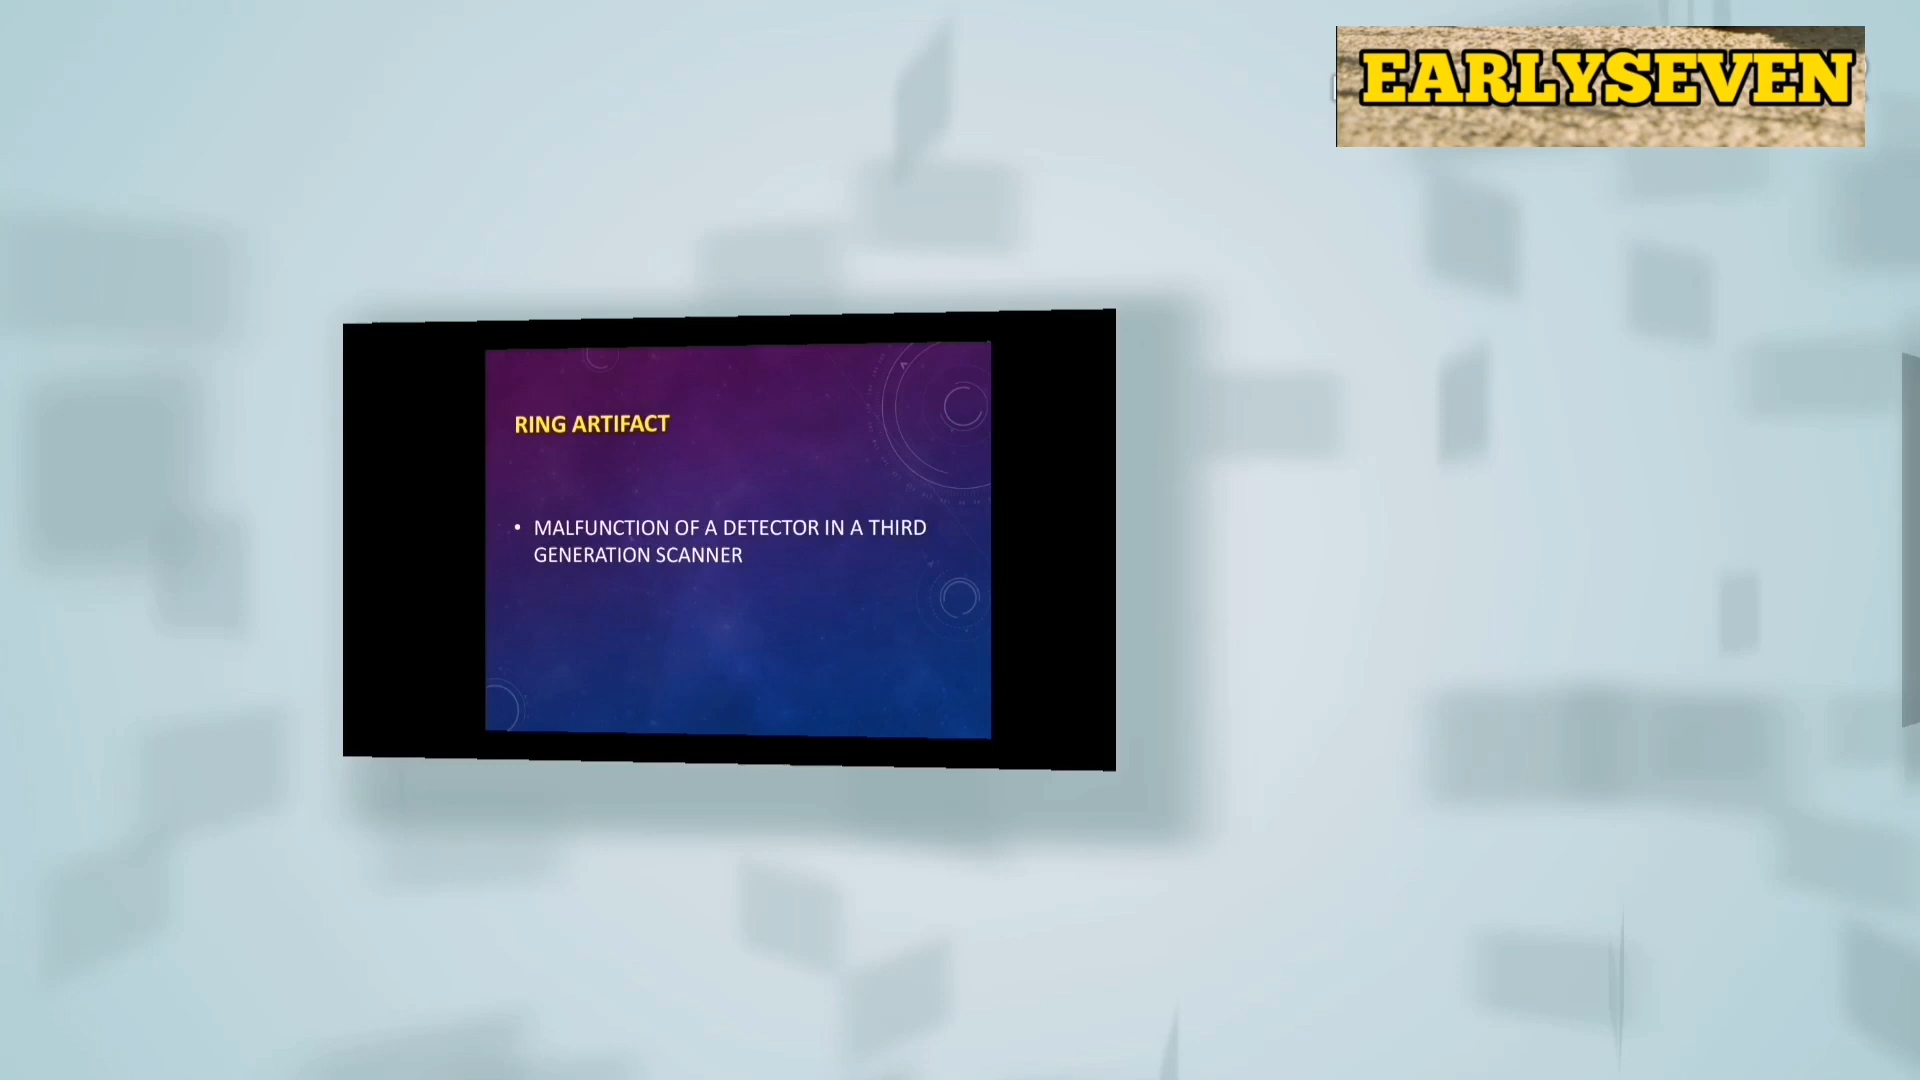 EARLYSEVEN
RING ARTIFACT
• MALFUNCTION OF A DETECTOR IN A THIRD
GENERATION SCANNER